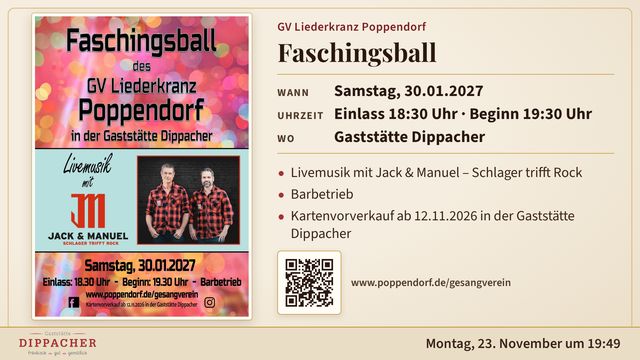 Faschingsball
des
GV Liederkranz
Poppendorf
in der Gaststätte Dippacher
Livemusik
mit
JM
JACK & MANUEL
SCHLAGER TRIFFT ROCK
Samstag, 30.01.2027
Einlass: 18.30 Uhr - Beginn: 19.30 Uhr - Barbetrieb
www.poppendorf.de/gesangverein
Kartenvorverkauf ab 12.11.2026 in der Gaststätte Dippacher
GV Liederkranz Poppendorf
Faschingsball
WANN Samstag, 30.01.2027
UHRZEIT Einlass 18:30 Uhr · Beginn 19:30 Uhr
WO Gaststätte Dippacher
• Livemusik mit Jack & Manuel – Schlager trifft Rock
• Barbetrieb
• Kartenvorverkauf ab 12.11.2026 in der Gaststätte
Dippacher
www.poppendorf.de/gesangverein
Gaststätte
DIPPACHER
fränkisch gut gemütlich
Montag, 23. November um 19:49